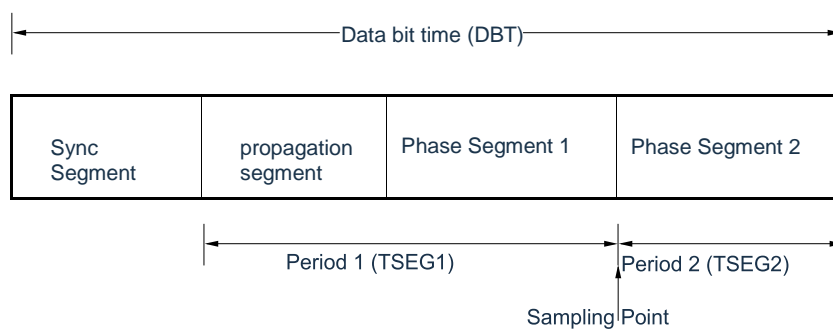 Data bit time (DBT)
Sync
Segment
propagation
segment
Phase Segment 1
Phase Segment 2
Period 1 (TSEG1)
Period 2 (TSEG2)
Sampling Point